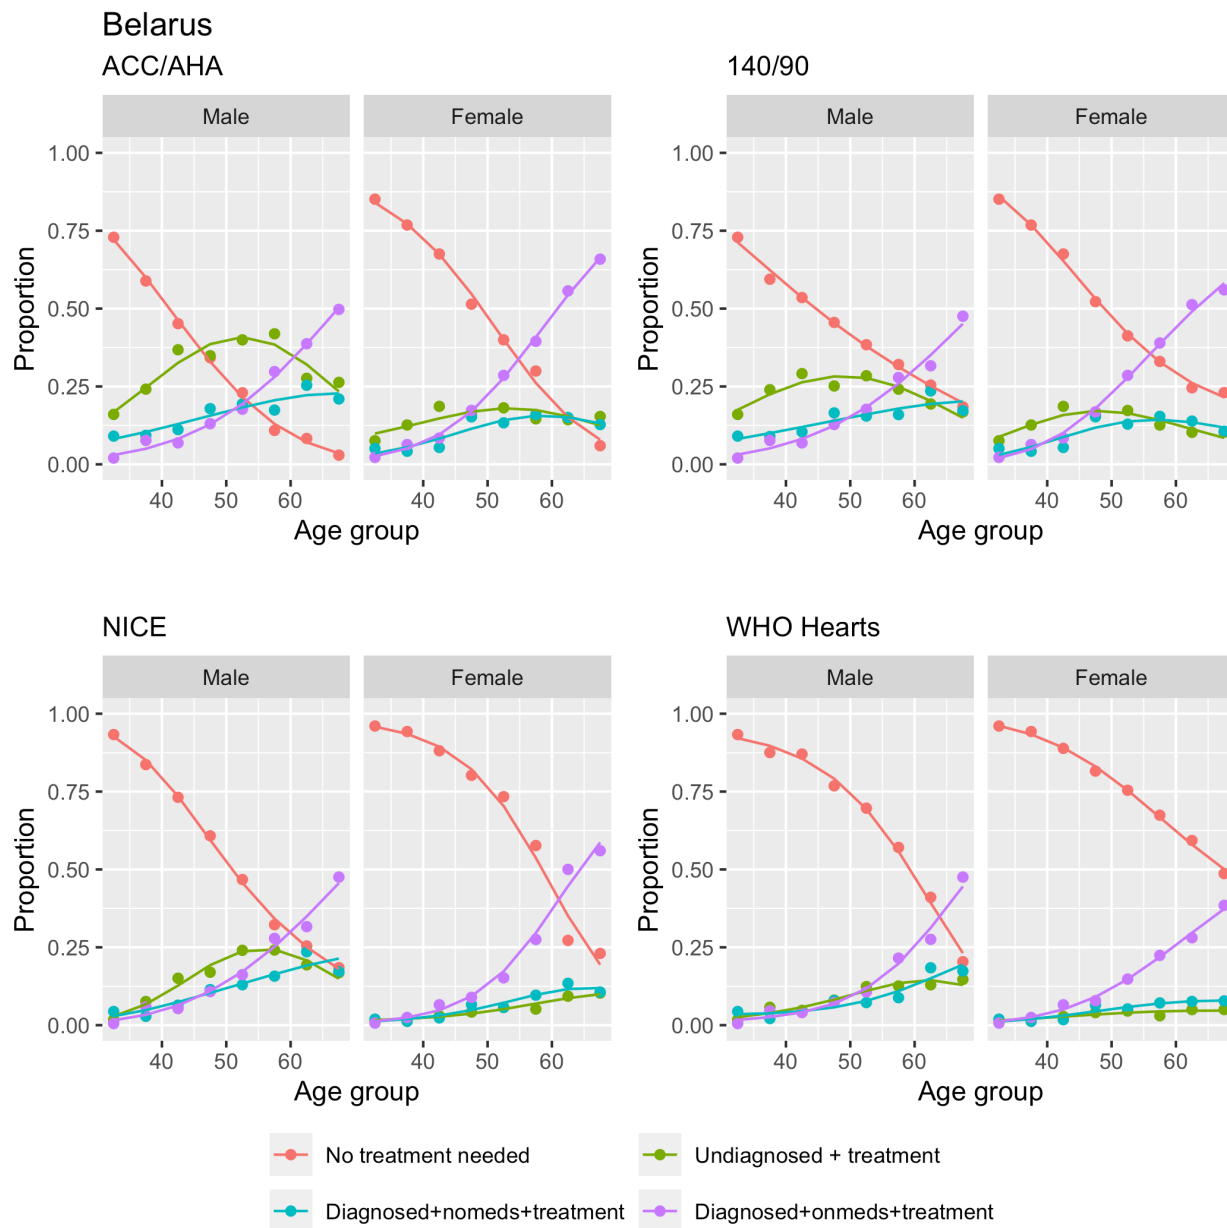 Belarus
ACC/AHA
140/90
Male
Female
Male
Female
1.00
0.75
0.50
0.25
0.00
Proportion
40
50
60
40
50
60
Age group
1.00
0.75
0.50
0.25
0.00
Proportion
40
50
60
40
50
60
Age group
NICE
WHO Hearts
Male
Female
Male
Female
1.00
0.75
0.50
0.25
0.00
Proportion
40
50
60
40
50
60
Age group
1.00
0.75
0.50
0.25
0.00
Proportion
40
50
60
40
50
60
Age group
No treatment needed
Undiagnosed + treatment
Diagnosed+nomeds+treatment
Diagnosed+onmeds+treatment